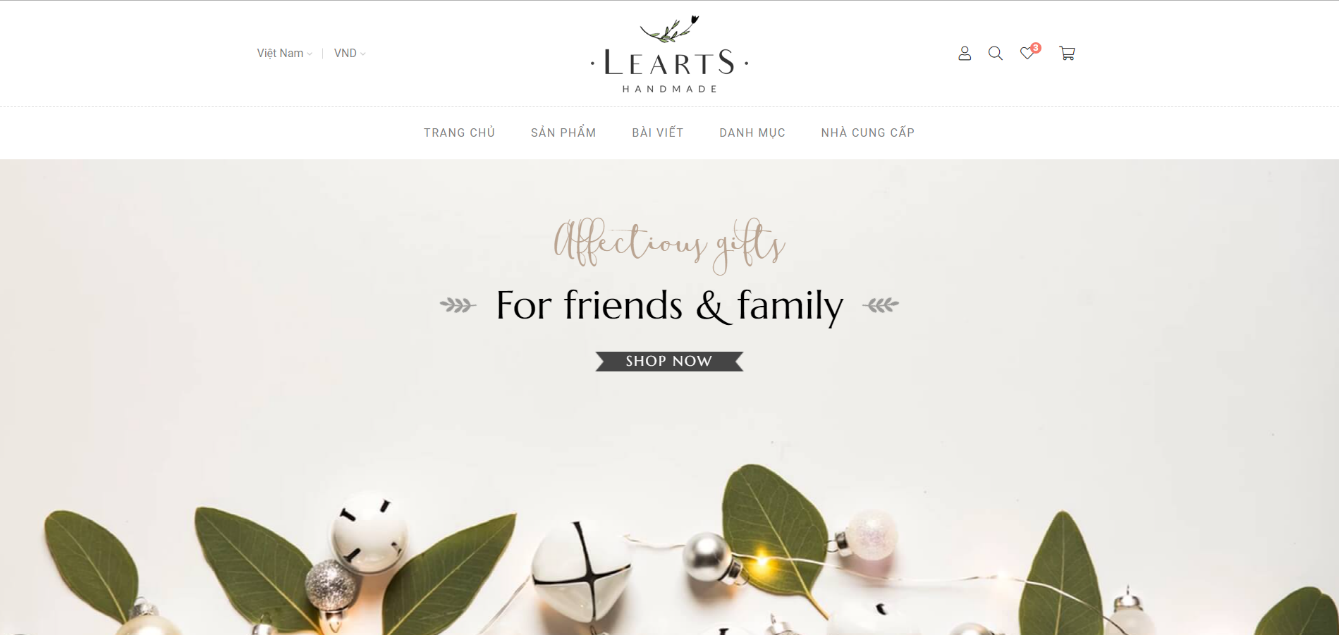 Việt Nam
VND
· LEARTS ·
HANDMADE
3
TRANG CHỦ
SẢN PHẨM
BÀI VIẾT
DANH MỤC
NHÀ CUNG CẤP
Affectious gifts
For friends & family
SHOP NOW